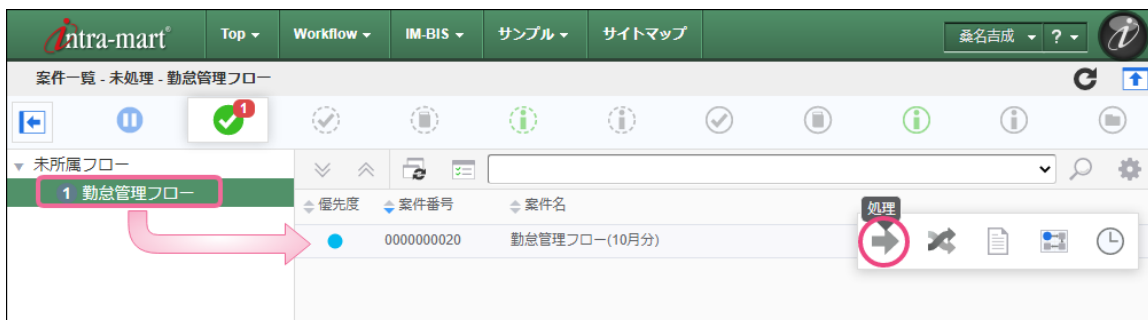 intra-mart Top Workflow IM-BIS サンプル サイトマップ 桑名吉成 ?
案件一覧 - 未処理 - 勤怠管理フロー
1
未所属フロー
1 勤怠管理フロー
優先度 案件番号 案件名
処理
0000000020 勤怠管理フロー(10月分)